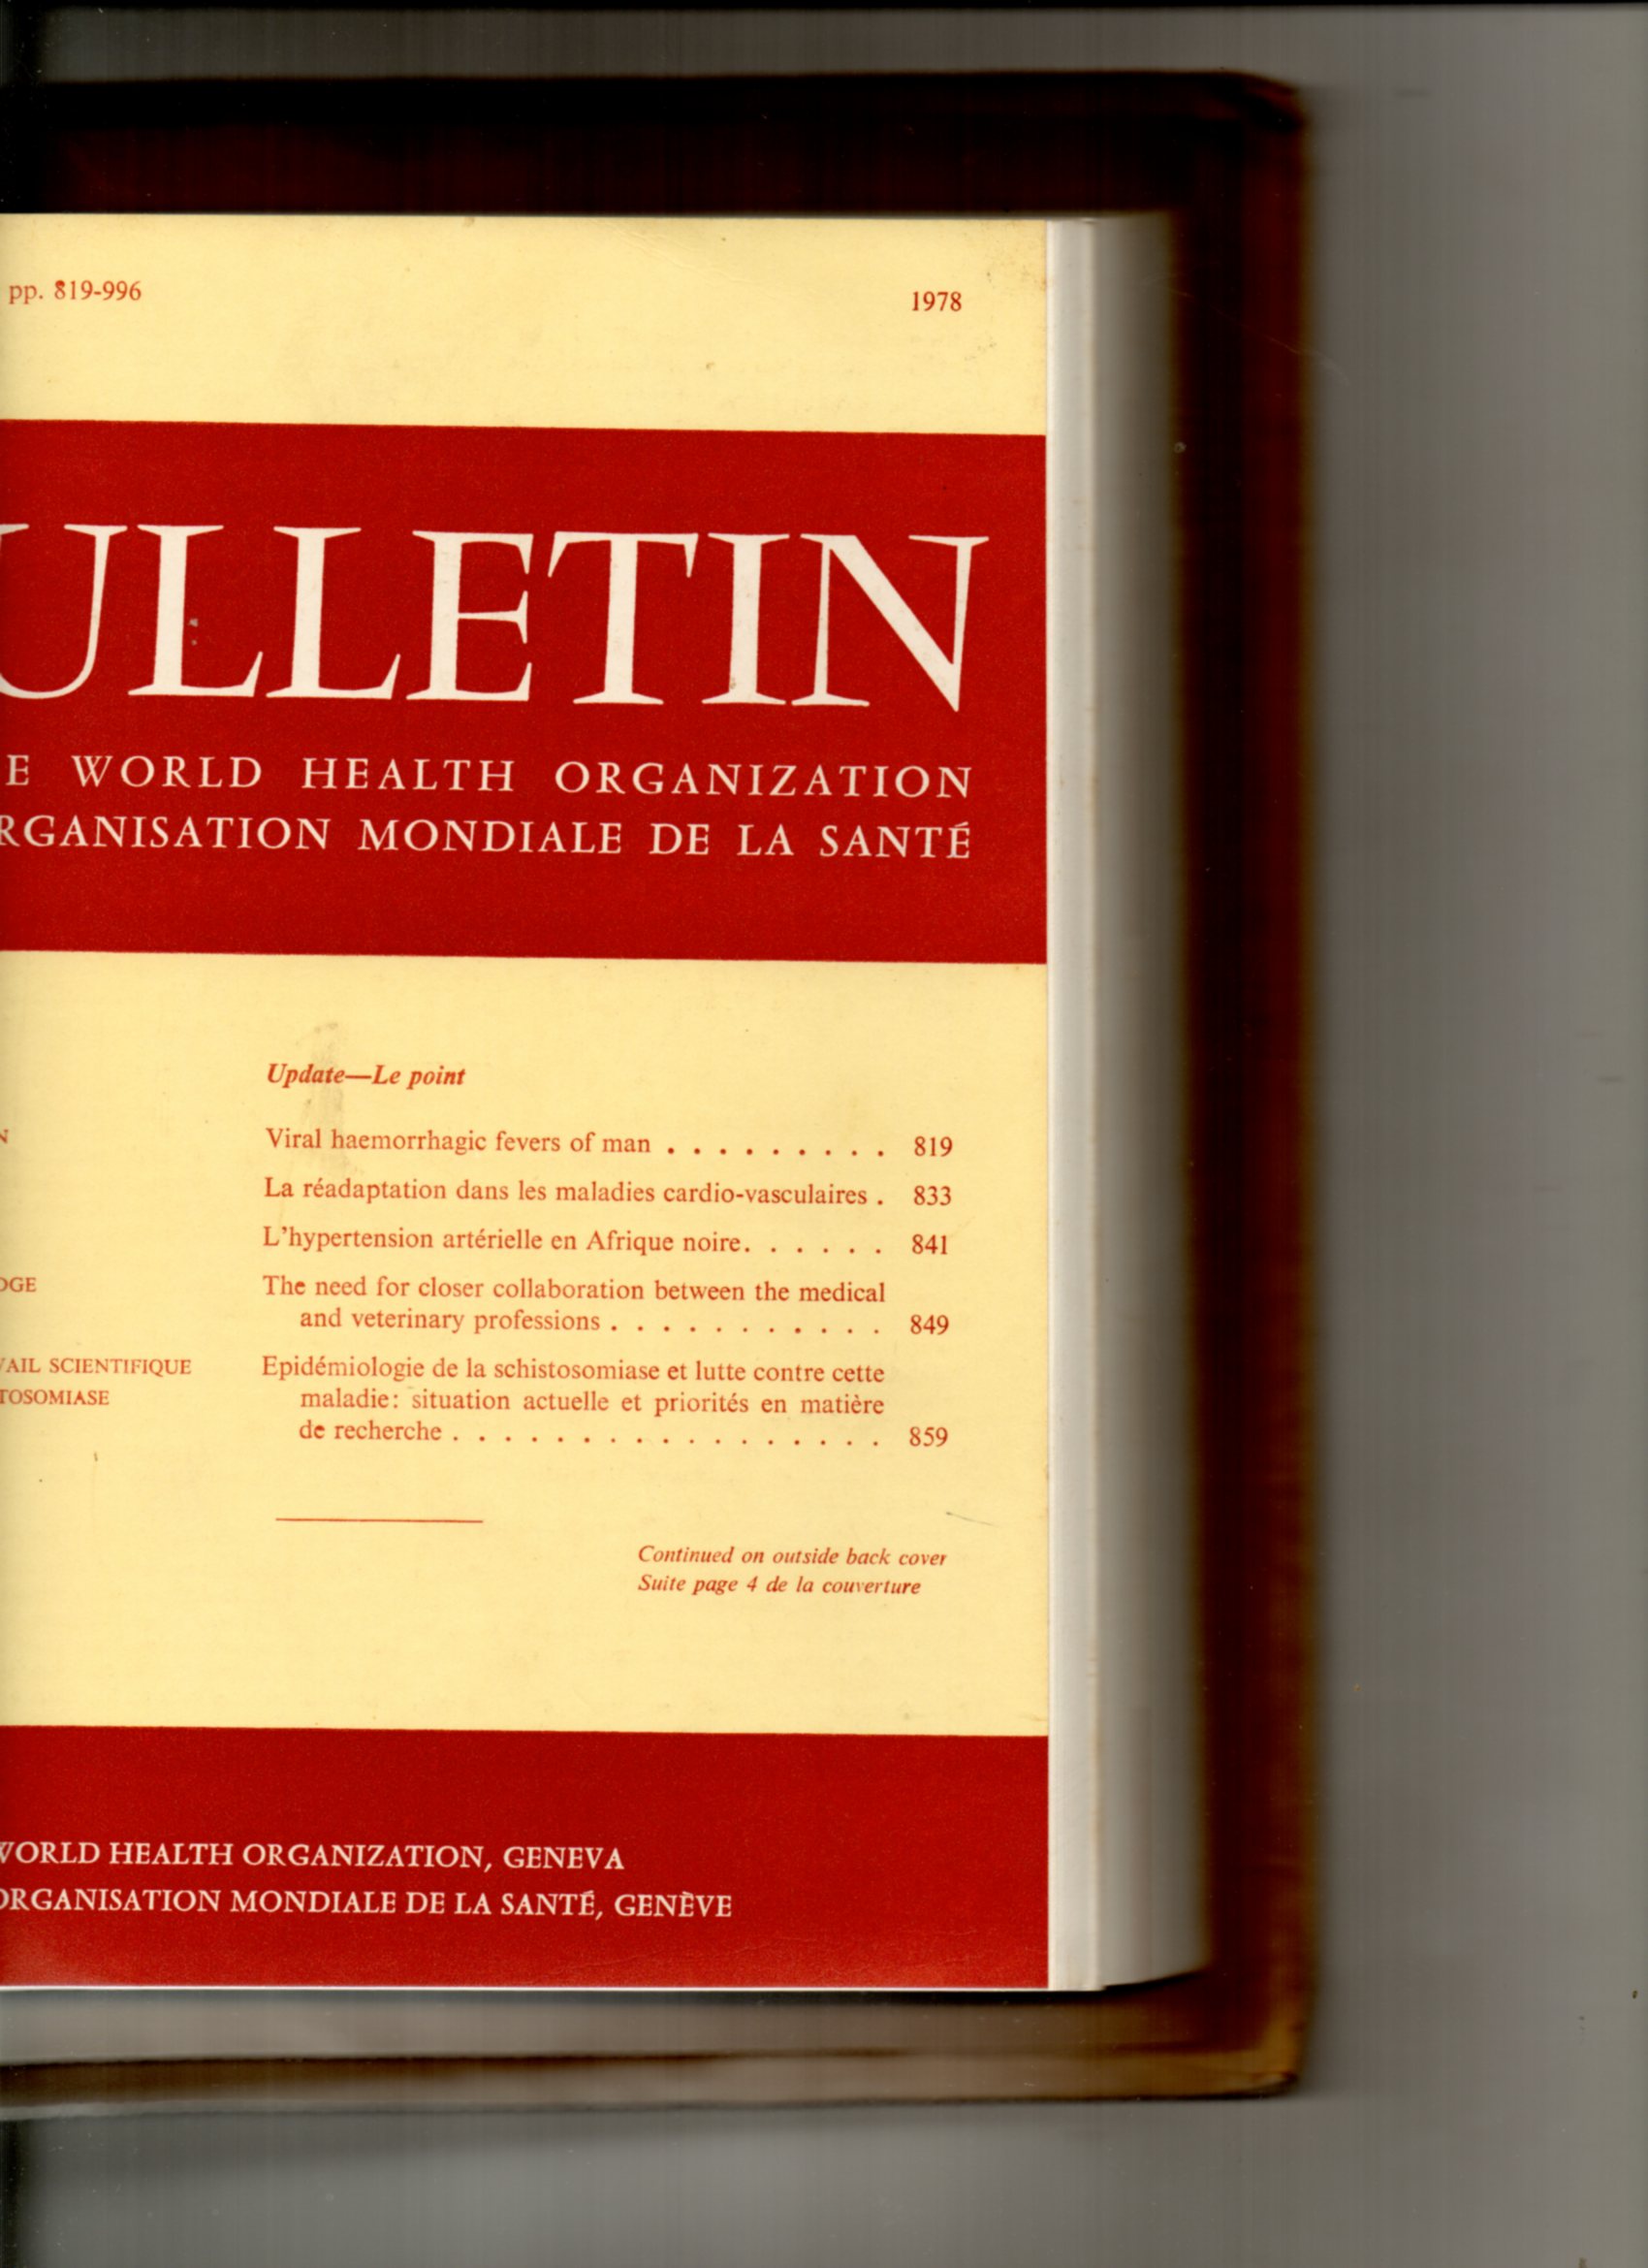 pp. 819-996 1978
ULLETIN
E WORLD HEALTH ORGANIZATION
RGANISATION MONDIALE DE LA SANTÉ
Update—Le point
N Viral haemorrhagic fevers of man . . . . . . . . . 819
La réadaptation dans les maladies cardio-vasculaires . 833
L'hypertension artérielle en Afrique noire. . . . . . 841
DGE The need for closer collaboration between the medical
and veterinary professions . . . . . . . . . . . 849
VAIL SCIENTIFIQUE Epidémiologie de la schistosomiase et lutte contre cette
TOSOMIASE maladie: situation actuelle et priorités en matière
de recherche . . . . . . . . . . . . . . . . . 859
Continued on outside back cover
Suite page 4 de la couverture
WORLD HEALTH ORGANIZATION, GENEVA
ORGANISATION MONDIALE DE LA SANTÉ, GENÈVE